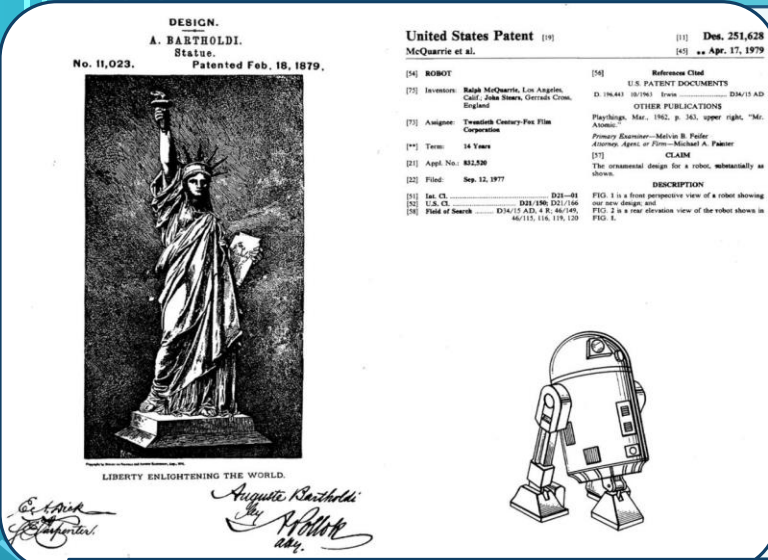 DESIGN.
A. BARTHOLDI.
Statue.
No. 11,023. Patented Feb. 18, 1879.
LIBERTY ENLIGHTENING THE WORLD.
Auguste Bartholdi
A Pollok
atty.
United States Patent [19]
McQuarrie et al.
[11] Des. 251,628
[45] ** Apr. 17, 1979
[54] ROBOT
[75] Inventors: Ralph McQuarrie, Los Angeles,
Calif.; John Stears, Gerrads Cross,
England
[73] Assignee: Twentieth Century-Fox Film
Corporation
[**] Term: 14 Years
[21] Appl. No.: 832,520
[22] Filed: Sep. 12, 1977
[51] Int. Cl. D21—01
[52] U.S. Cl. D21/150; D21/166
[58] Field of Search D34/15 AD, 4 R; 46/149,
46/115, 116, 119, 120
[56] References Cited
U.S. PATENT DOCUMENTS
D. 196,443 10/1963 Irwin D34/15 AD
OTHER PUBLICATIONS
Playthings, Mar., 1962, p. 363, upper right, "Mr.
Atomic."
Primary Examiner—Melvin B. Feifer
Attorney, Agent, or Firm—Michael A. Painter
[57] CLAIM
The ornamental design for a robot, substantially as
shown.
DESCRIPTION
FIG. 1 is a front perspective view of a robot showing
our new design; and
FIG. 2 is a rear elevation view of the robot shown in
FIG. 1.